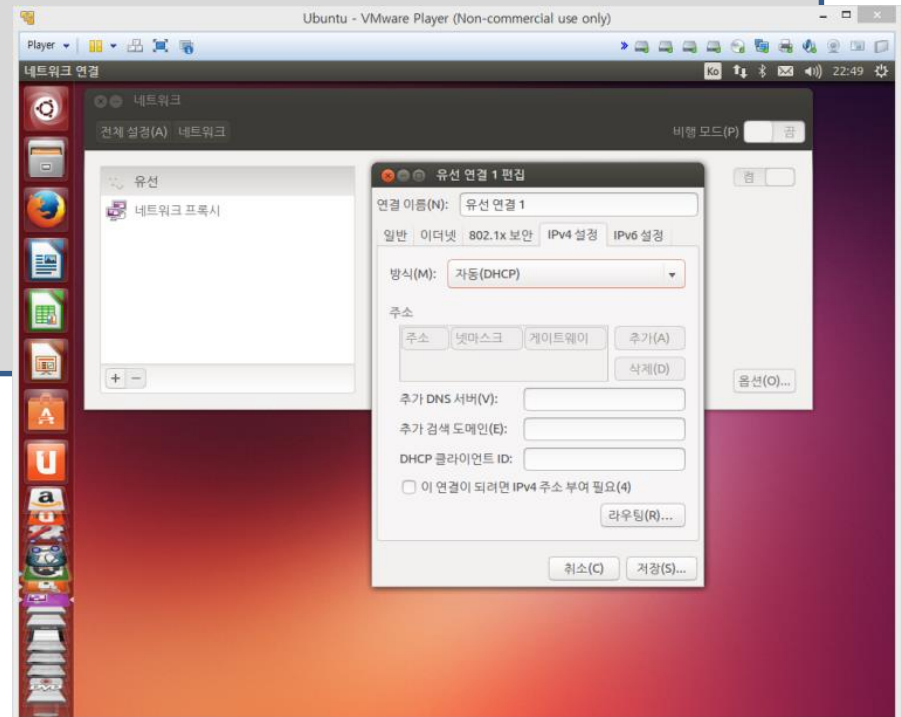 Ubuntu - VMware Player (Non-commercial use only)
Player
네트워크 연결
Ko
22:49
네트워크
전체 설정(A) 네트워크
비행 모드(P)
끔
유선
네트워크 프록시
켬
옵션(O)...
유선 연결 1 편집
연결 이름(N): 유선 연결 1
일반 이더넷 802.1x 보안 IPv4 설정 IPv6 설정
방식(M): 자동(DHCP)
주소
주소 넷마스크 게이트웨이 추가(A)
삭제(D)
추가 DNS 서버(V):
추가 검색 도메인(E):
DHCP 클라이언트 ID:
이 연결이 되려면 IPv4 주소 부여 필요(4)
라우팅(R)...
취소(C) 저장(S)...